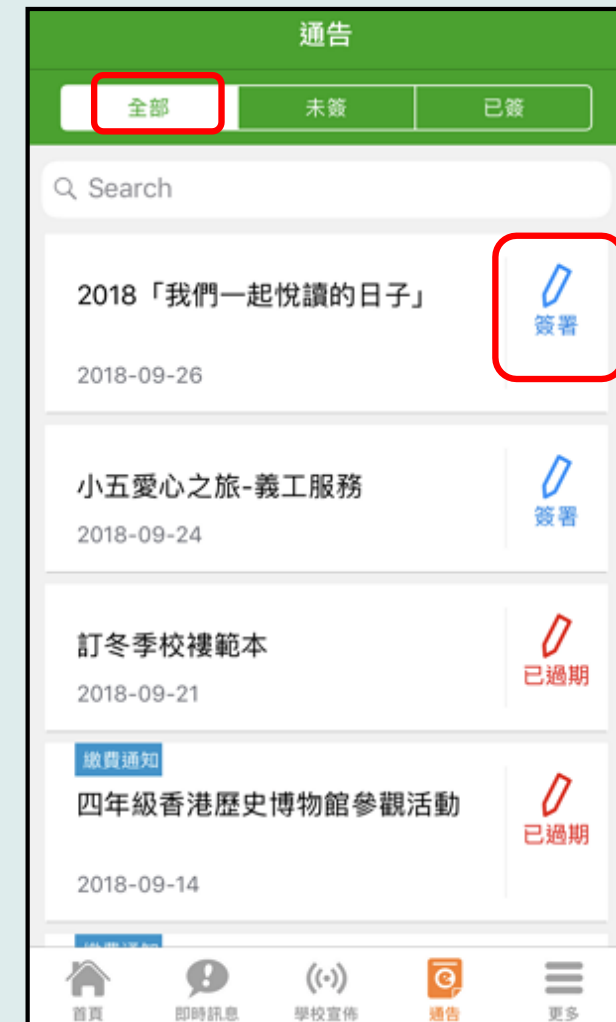 通告
全部
未簽
已簽
Search
2018「我們一起悅讀的日子」
簽署
2018-09-26
小五愛心之旅-義工服務
簽署
2018-09-24
訂冬季校褸範本
已過期
2018-09-21
繳費通知
四年級香港歷史博物館參觀活動
已過期
2018-09-14
首頁
即時訊息
學校宣佈
通告
更多